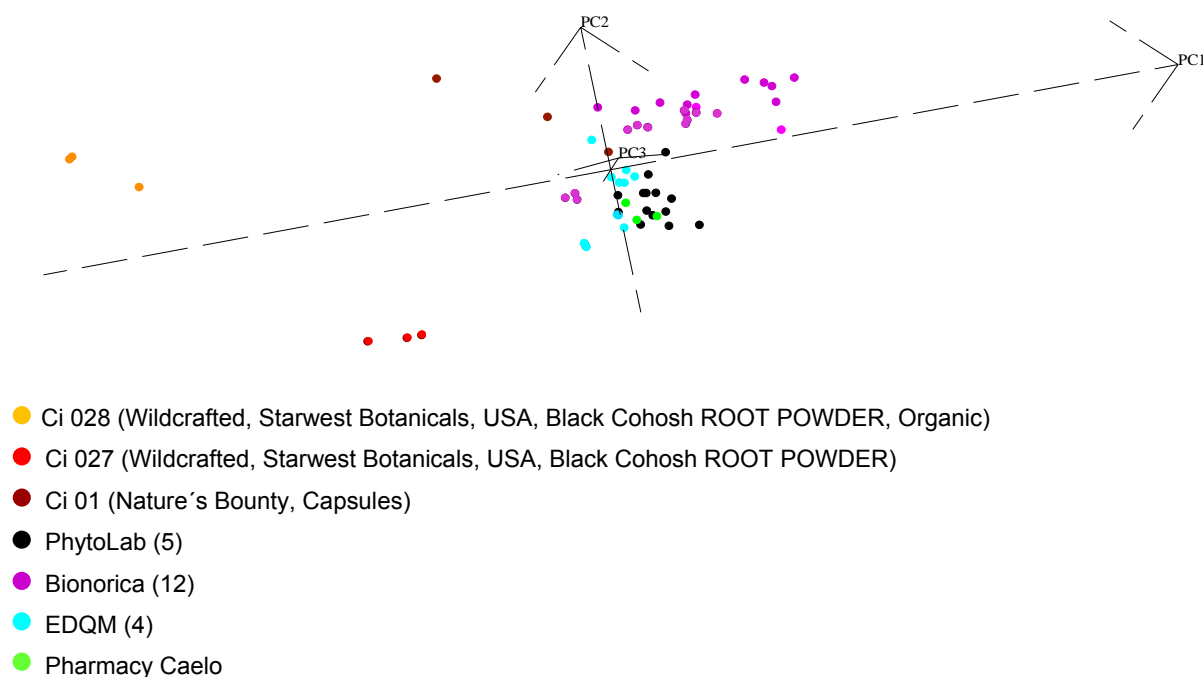 PC2
PC1
PC3
Ci 028 (Wildcrafted, Starwest Botanicals, USA, Black Cohosh ROOT POWDER, Organic)
Ci 027 (Wildcrafted, Starwest Botanicals, USA, Black Cohosh ROOT POWDER)
Ci 01 (Nature´s Bounty, Capsules)
PhytoLab (5)
Bionorica (12)
EDQM (4)
Pharmacy Caelo